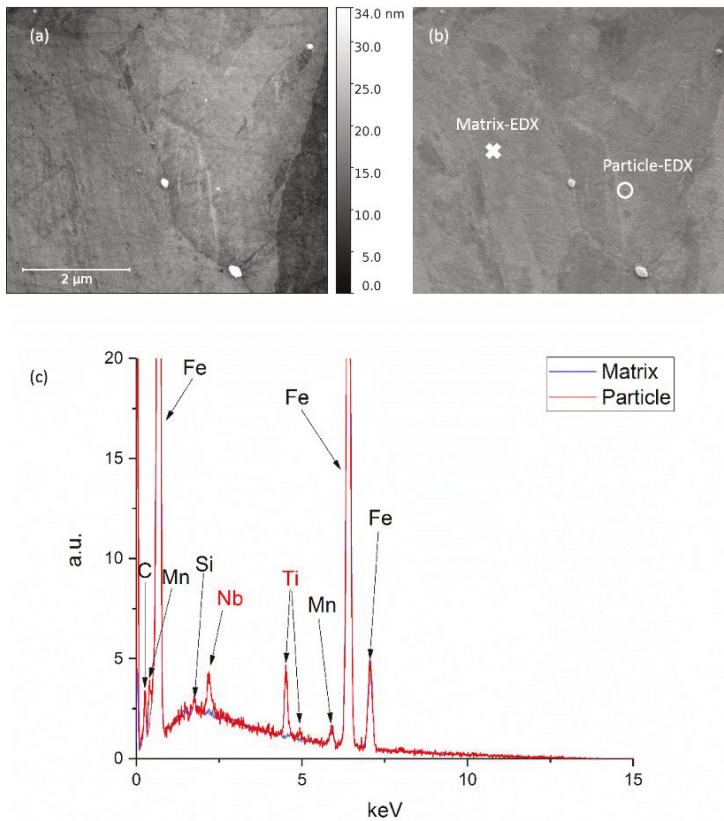 (a)
34.0 nm
30.0
25.0
20.0
15.0
10.0
5.0
0.0
2 µm
(b)
Matrix-EDX
Particle-EDX
(c)
20
15
10
5
0
a.u.
Fe
Fe
Fe
C
Mn
Si
Nb
Ti
Mn
Matrix
Particle
0
5
10
15
keV